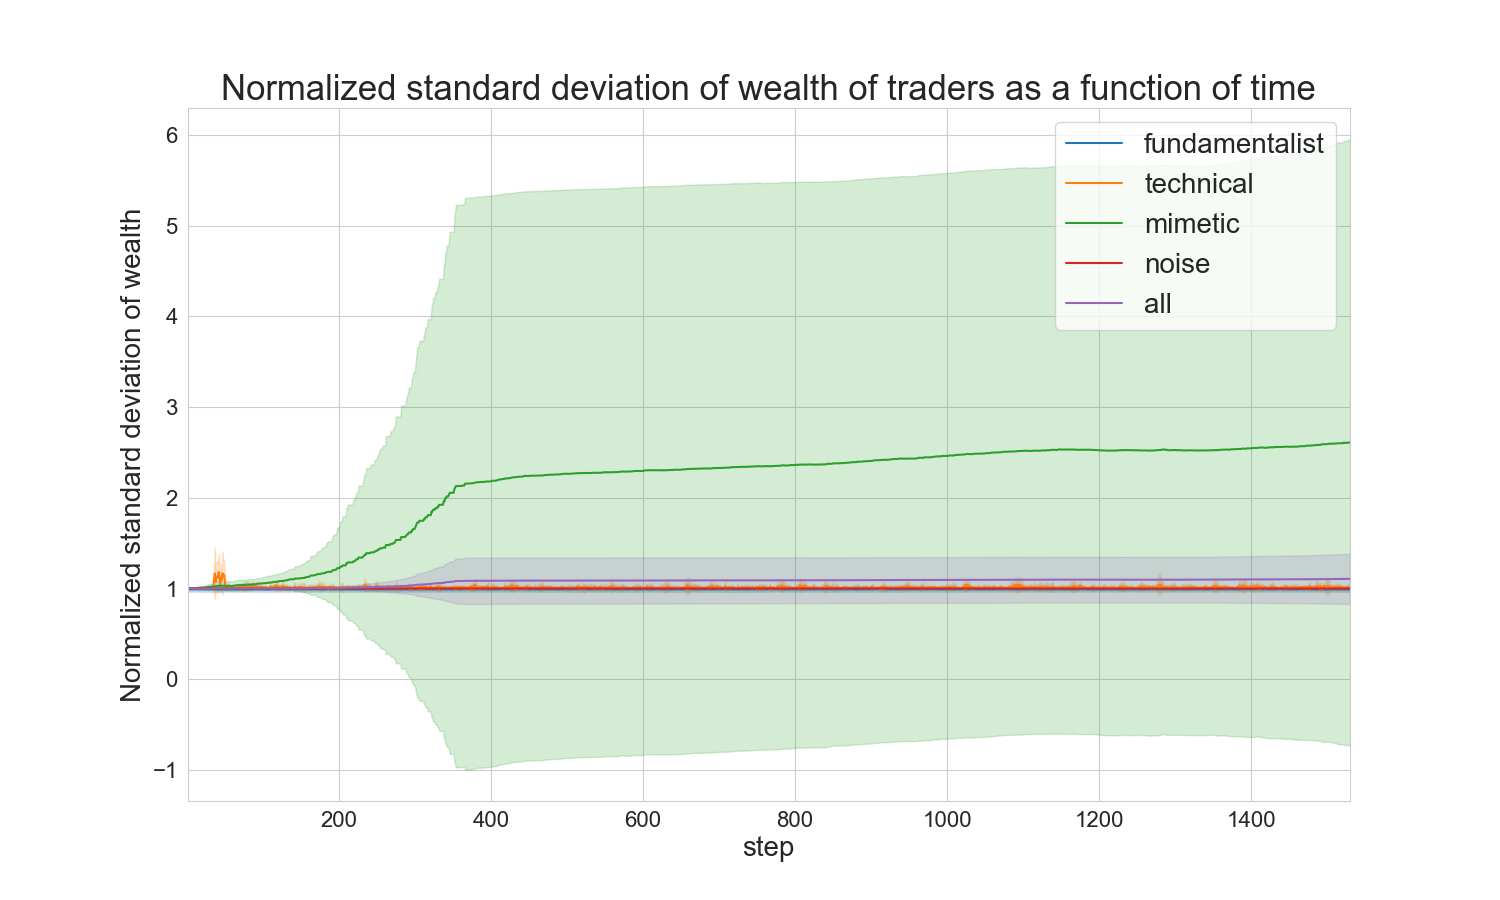 Normalized standard deviation of wealth of traders as a function of time
Normalized standard deviation of wealth
6
5
4
3
2
1
0
−1
fundamentalist
technical
mimetic
noise
all
200 400 600 800 1000 1200 1400
step